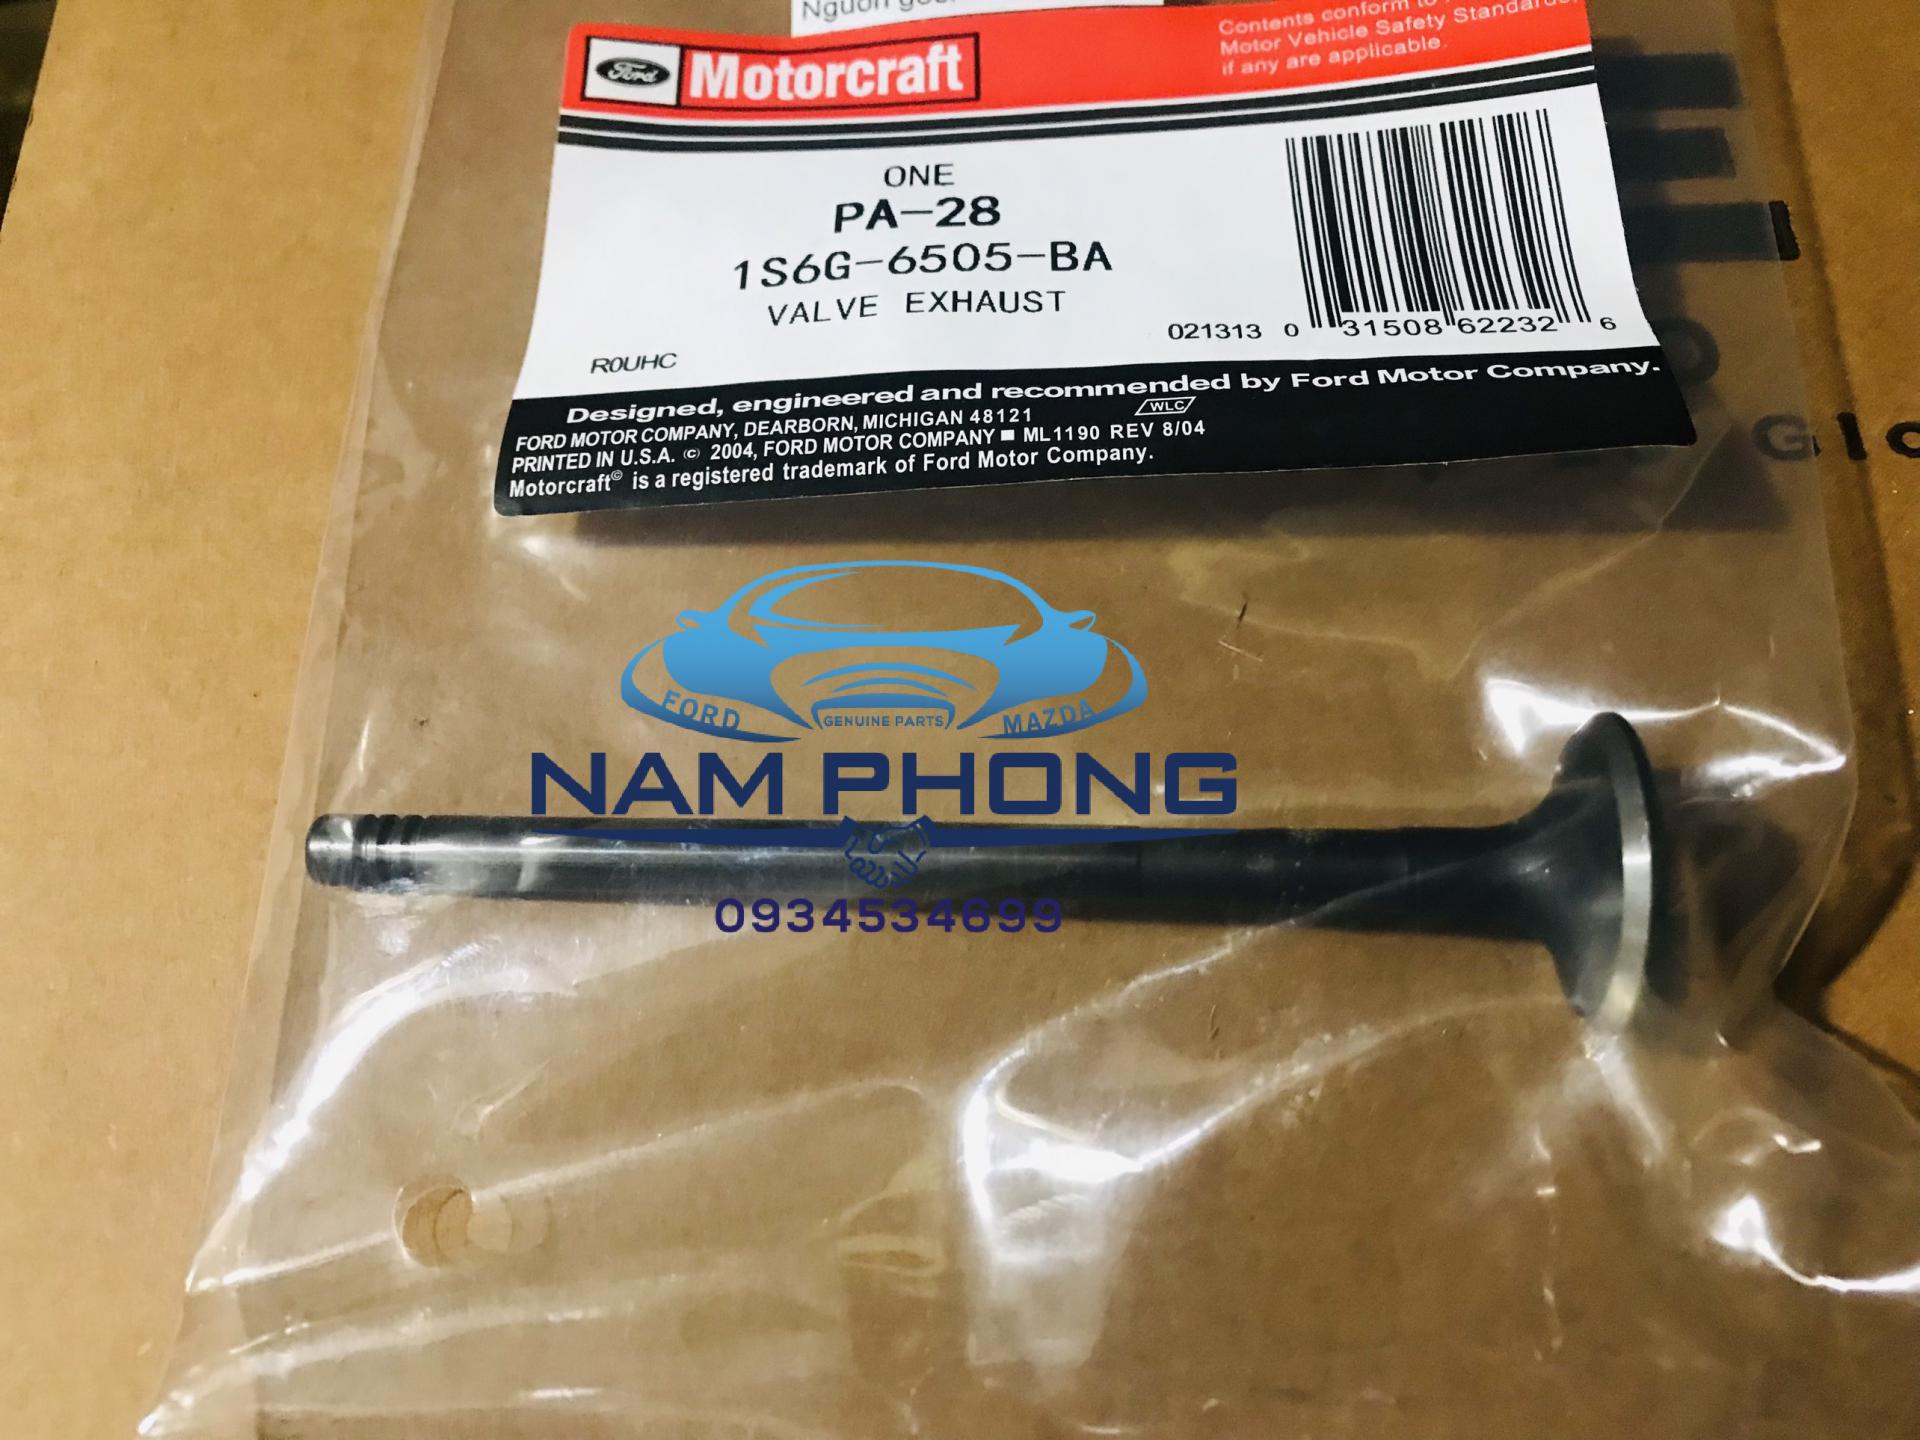 Nguồn gốc
Ford Motorcraft
Contents conform to
Motor Vehicle Safety Standards,
if any are applicable.
ONE
PA-28
1S6G-6505-BA
VALVE EXHAUST
021313 0 31508 62232 6
R0UHC
Designed, engineered and recommended by Ford Motor Company.
FORD MOTOR COMPANY, DEARBORN, MICHIGAN 48121 WLC
PRINTED IN U.S.A. © 2004, FORD MOTOR COMPANY ■ ML1190 REV 8/04
Motorcraft© is a registered trademark of Ford Motor Company.
FORD GENUINE PARTS MAZDA
NAM PHONG
0934534699